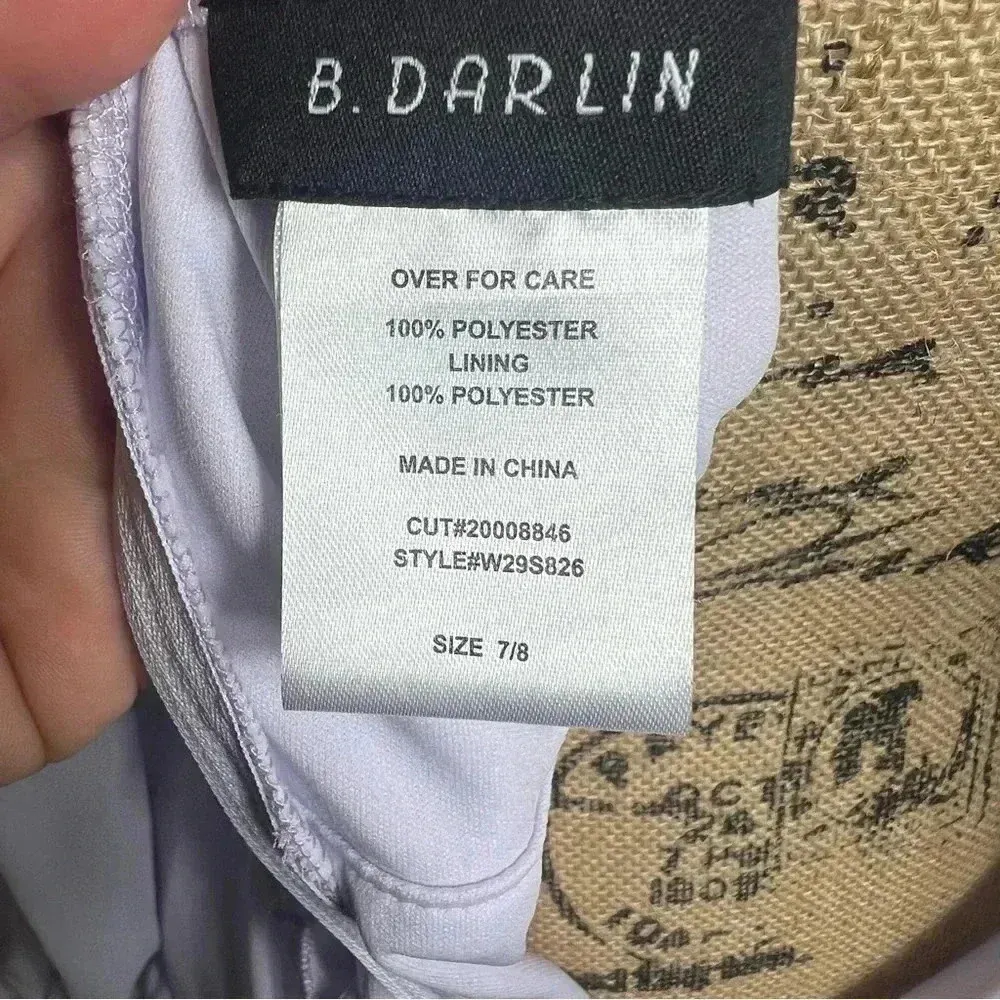 B. DARLIN
OVER FOR CARE
100% POLYESTER
LINING
100% POLYESTER
MADE IN CHINA
CUT#20008846
STYLE#W29S826
SIZE 7/8